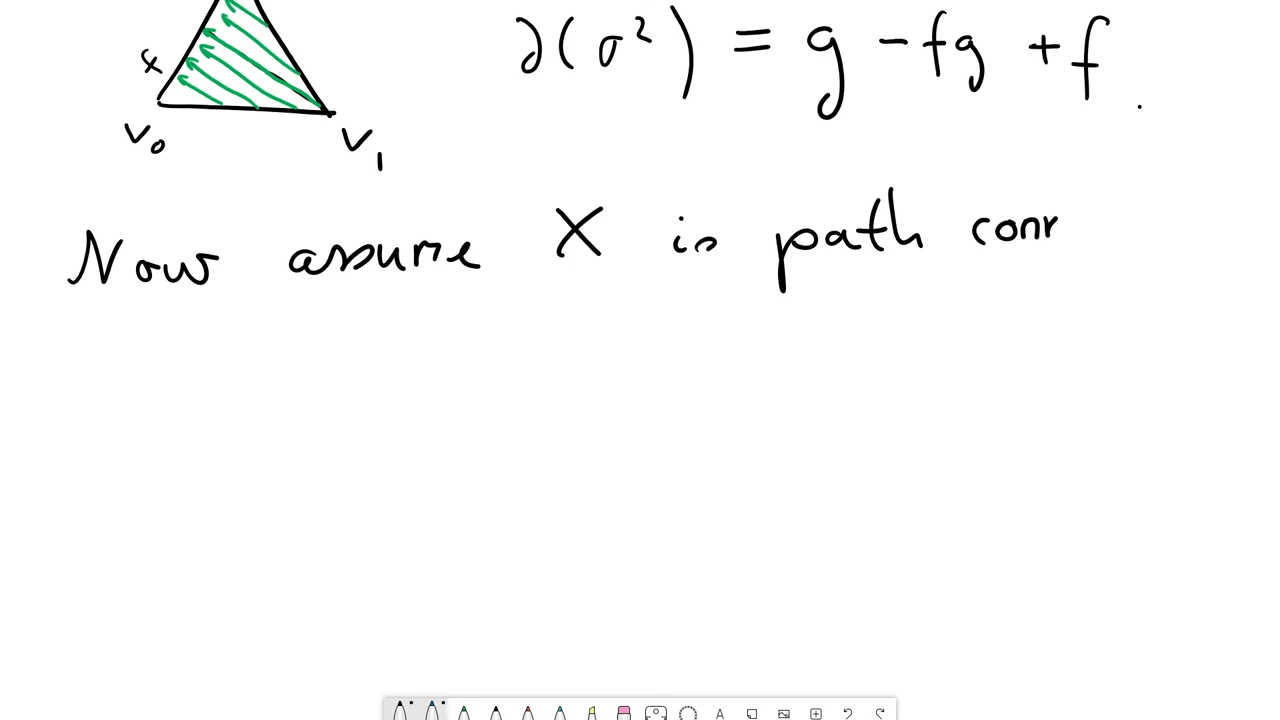 ∂(σ²) = g - fg + f.
v₀ v₁
Now assume X is path conn